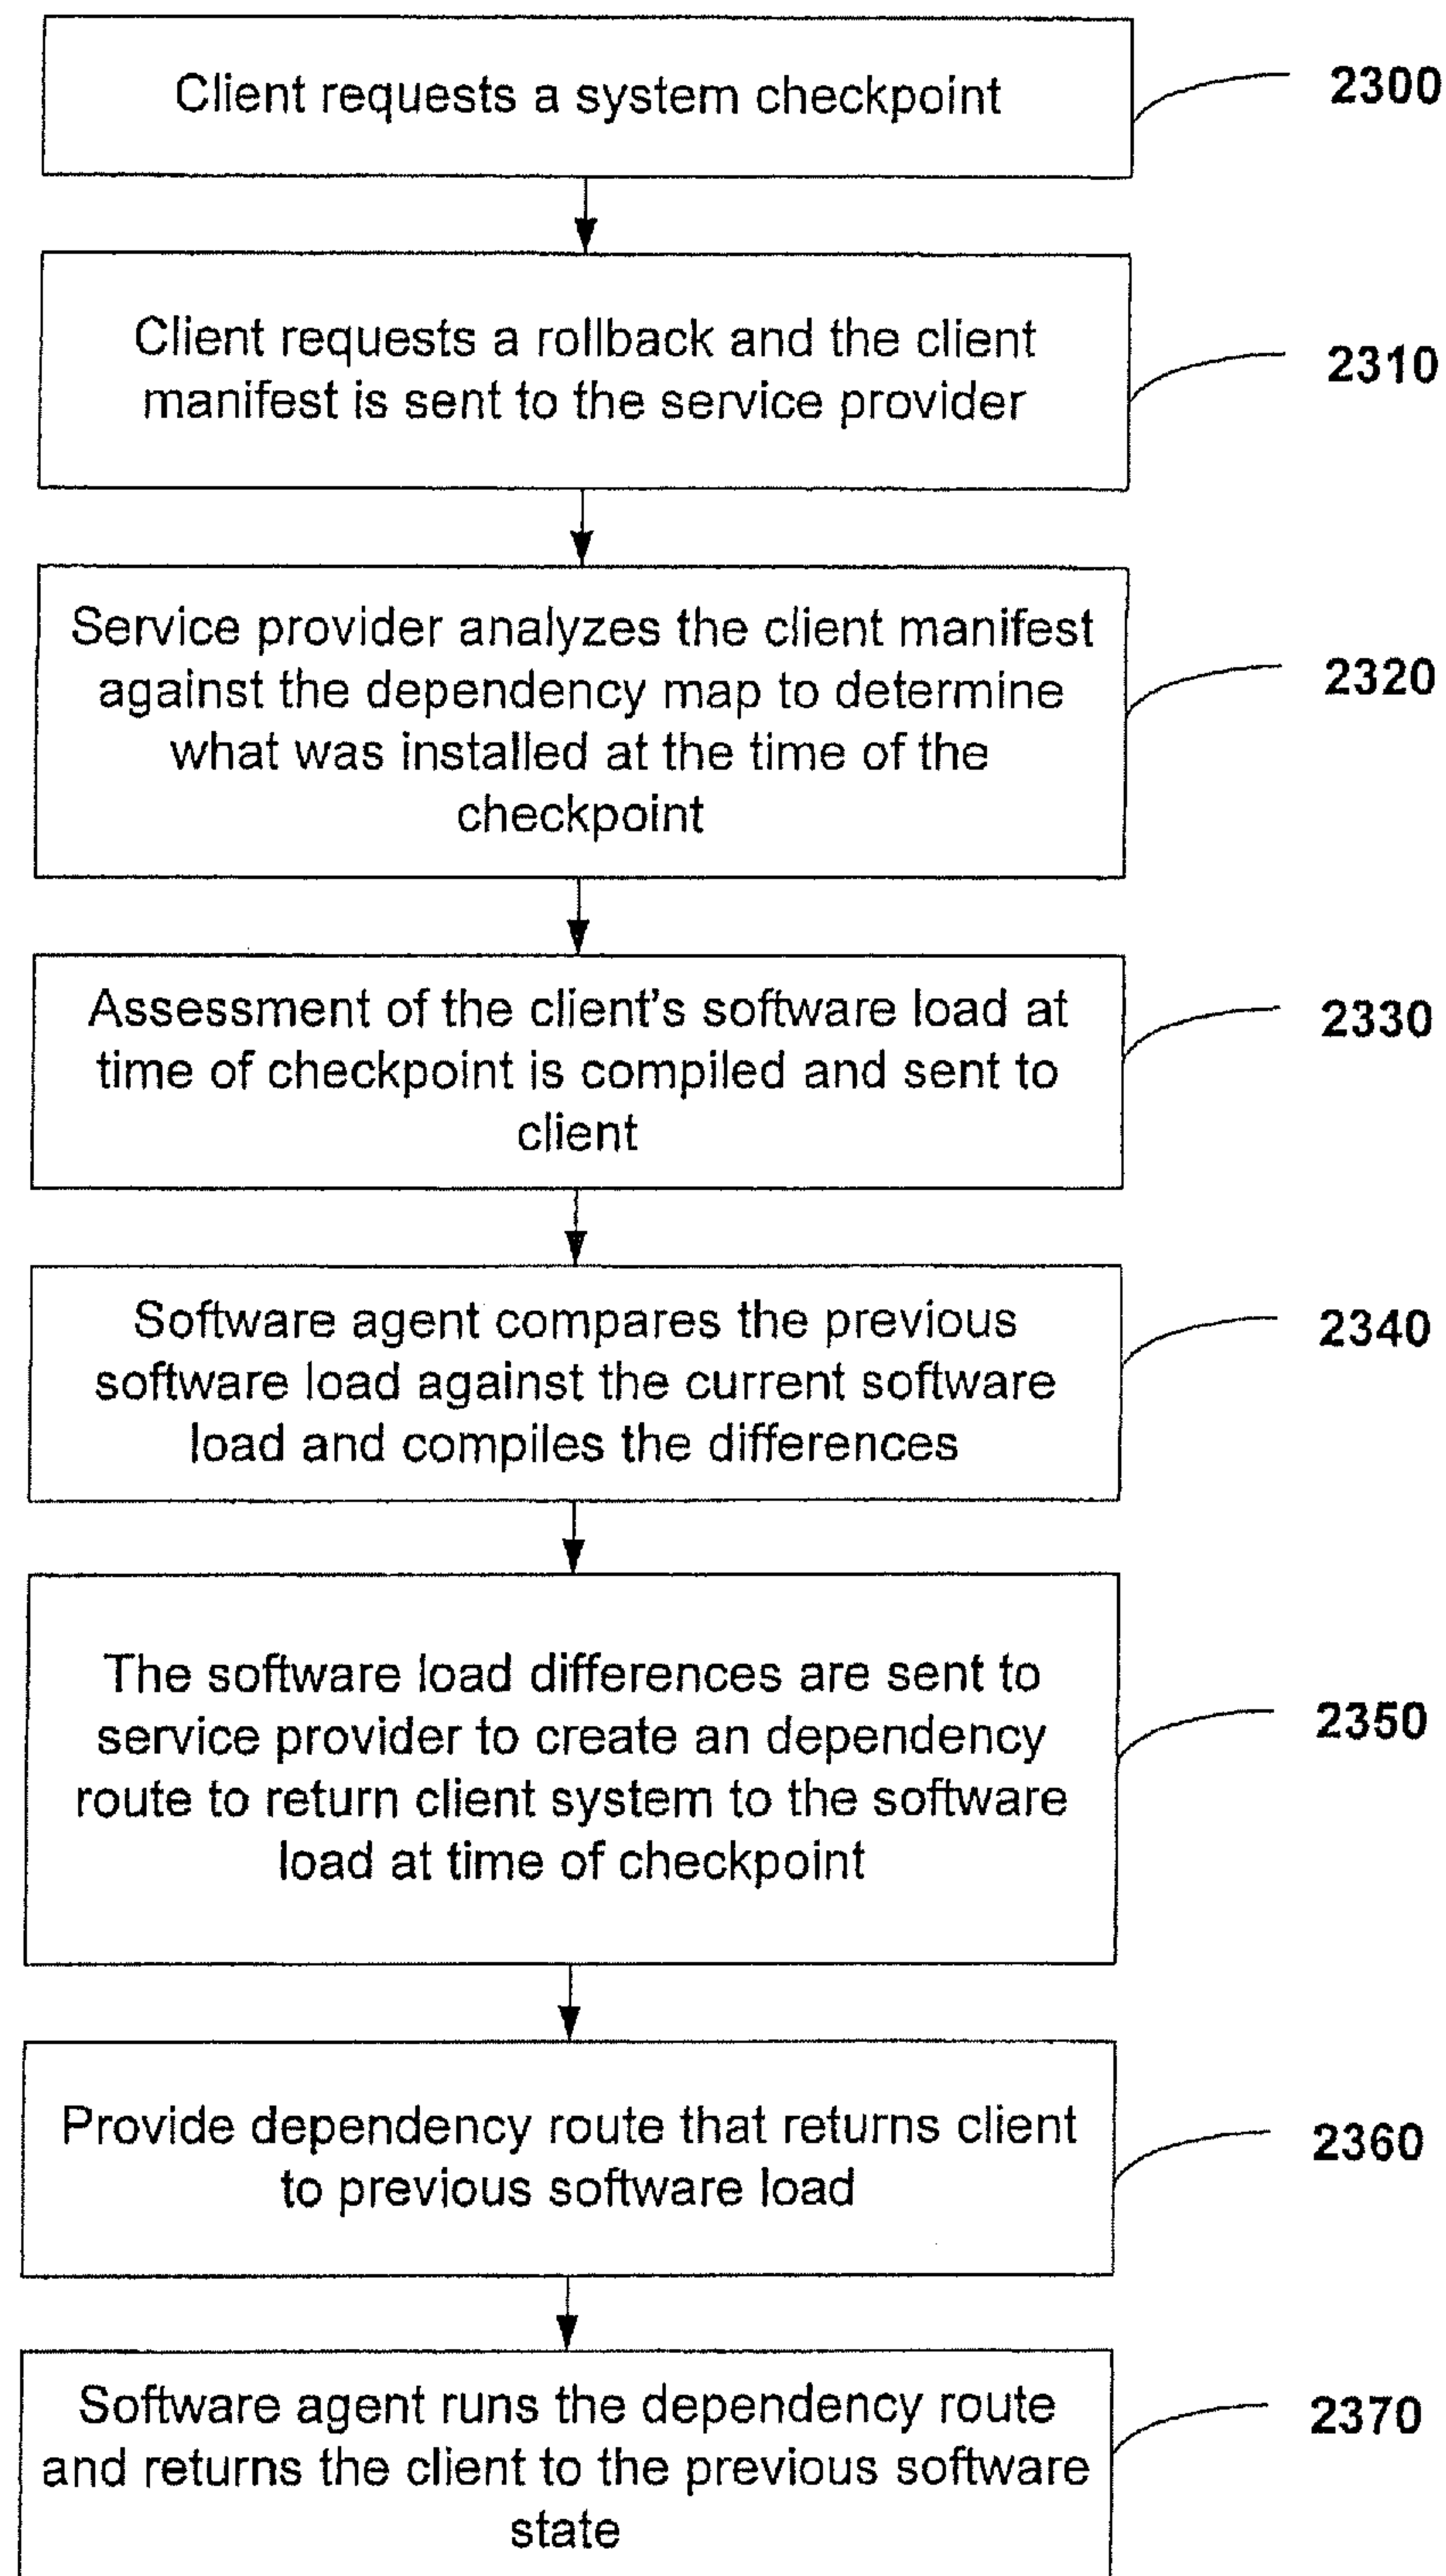 Client requests a system checkpoint
2300
Client requests a rollback and the client
manifest is sent to the service provider
2310
Service provider analyzes the client manifest
against the dependency map to determine
what was installed at the time of the
checkpoint
2320
Assessment of the client's software load at
time of checkpoint is compiled and sent to
client
2330
Software agent compares the previous
software load against the current software
load and compiles the differences
2340
The software load differences are sent to
service provider to create an dependency
route to return client system to the software
load at time of checkpoint
2350
Provide dependency route that returns client
to previous software load
2360
Software agent runs the dependency route
and returns the client to the previous software
state
2370